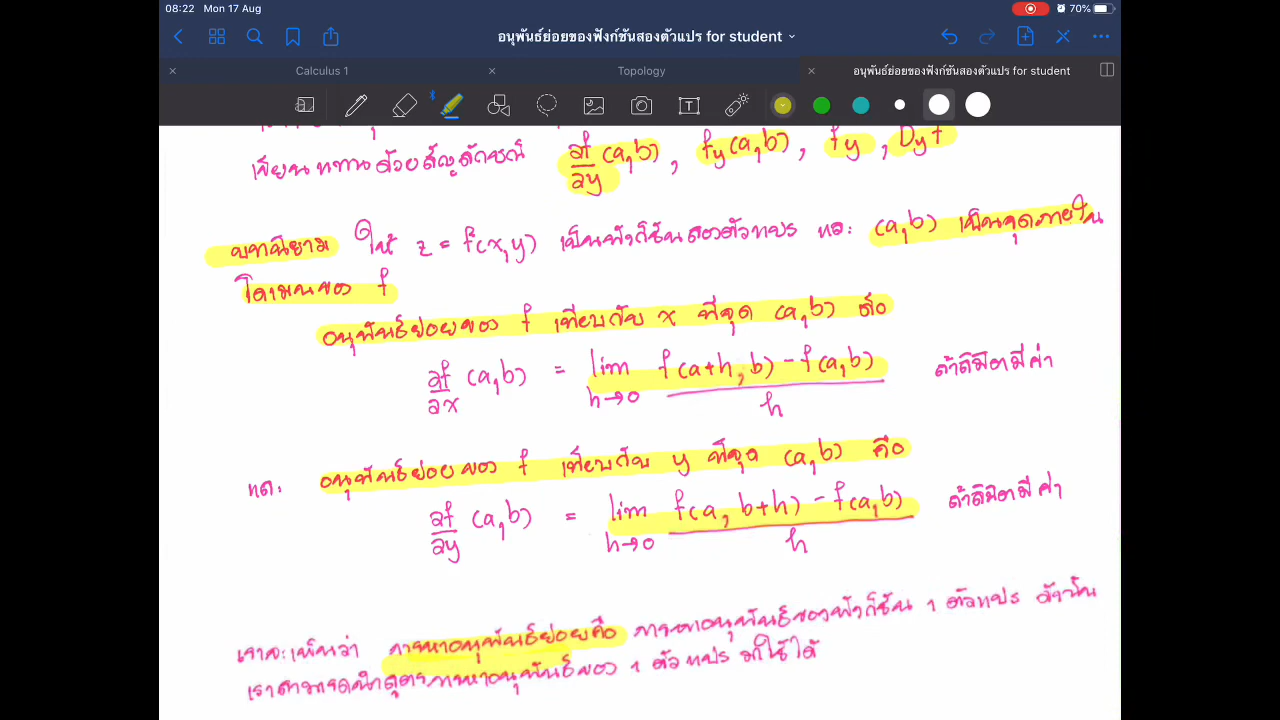 08:22 Mon 17 Aug
70%
อนุพันธ์ย่อยของฟังก์ชันสองตัวแปร for student
Calculus 1
Topology
อนุพันธ์ย่อยของฟังก์ชันสองตัวแปร for student
เขียนแทนด้วยสัญลักษณ์ ∂f/∂y (a,b) , fy(a,b) , fy , Dyf
บทนิยาม ให้ z = f(x,y) เป็นฟังก์ชันสองตัวแปร และ (a,b) เป็นจุดภายใน
โดเมนของ f
อนุพันธ์ย่อยของ f เทียบกับ x ที่จุด (a,b) คือ
∂f/∂x (a,b) = lim h→0 f(a+h,b) - f(a,b) / h ถ้าลิมิตมีค่า
และ อนุพันธ์ย่อยของ f เทียบกับ y ที่จุด (a,b) คือ
∂f/∂y (a,b) = lim h→0 f(a, b+h) - f(a,b) / h ถ้าลิมิตมีค่า
เราจะเห็นว่า การหาอนุพันธ์ย่อยคือ การหาอนุพันธ์ของฟังก์ชัน 1 ตัวแปร ดังนั้น
เราสามารถนำสูตรการหาอนุพันธ์ของ 1 ตัวแปร มาใช้ได้